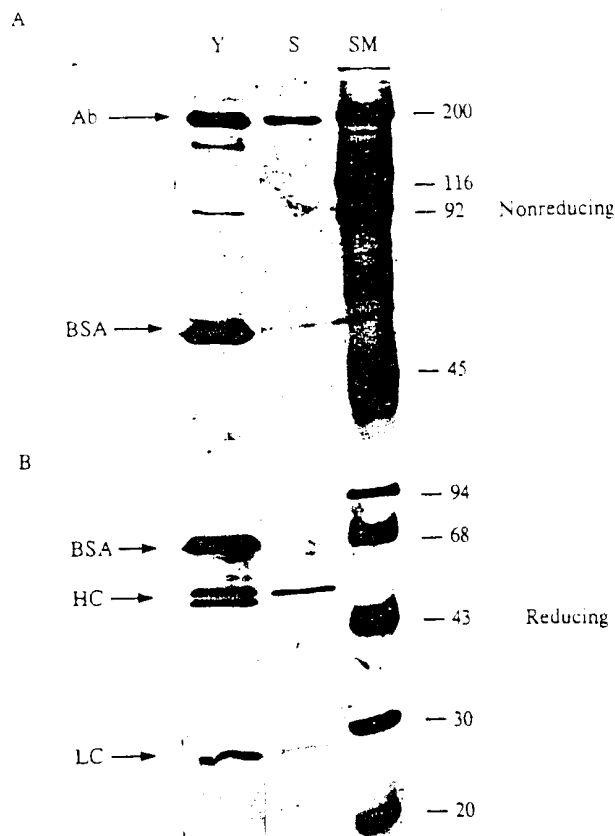 A
Y S SM
Ab — 200
— 116
— 92 Nonreducing
BSA
— 45
B
— 94
BSA — 68
HC
— 43 Reducing
— 30
LC
— 20